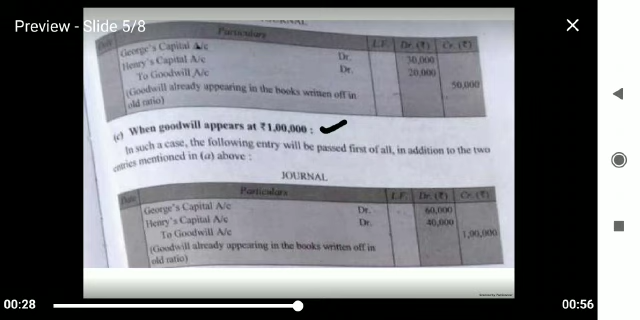 Preview - Slide 5/8
JOURNAL
Date Particulars L.F. Dr. (₹) Cr. (₹)
George's Capital A/c Dr. 30,000
Henry's Capital A/c Dr. 20,000
To Goodwill A/c 50,000
(Goodwill already appearing in the books written off in
old ratio)
(c) When goodwill appears at ₹1,00,000 :
In such a case, the following entry will be passed first of all, in addition to the two
entries mentioned in (a) above :
JOURNAL
Date Particulars L.F. Dr. (₹) Cr. (₹)
George's Capital A/c Dr. 60,000
Henry's Capital A/c Dr. 40,000
To Goodwill A/c 1,00,000
(Goodwill already appearing in the books written off in
old ratio)
00:28 00:56